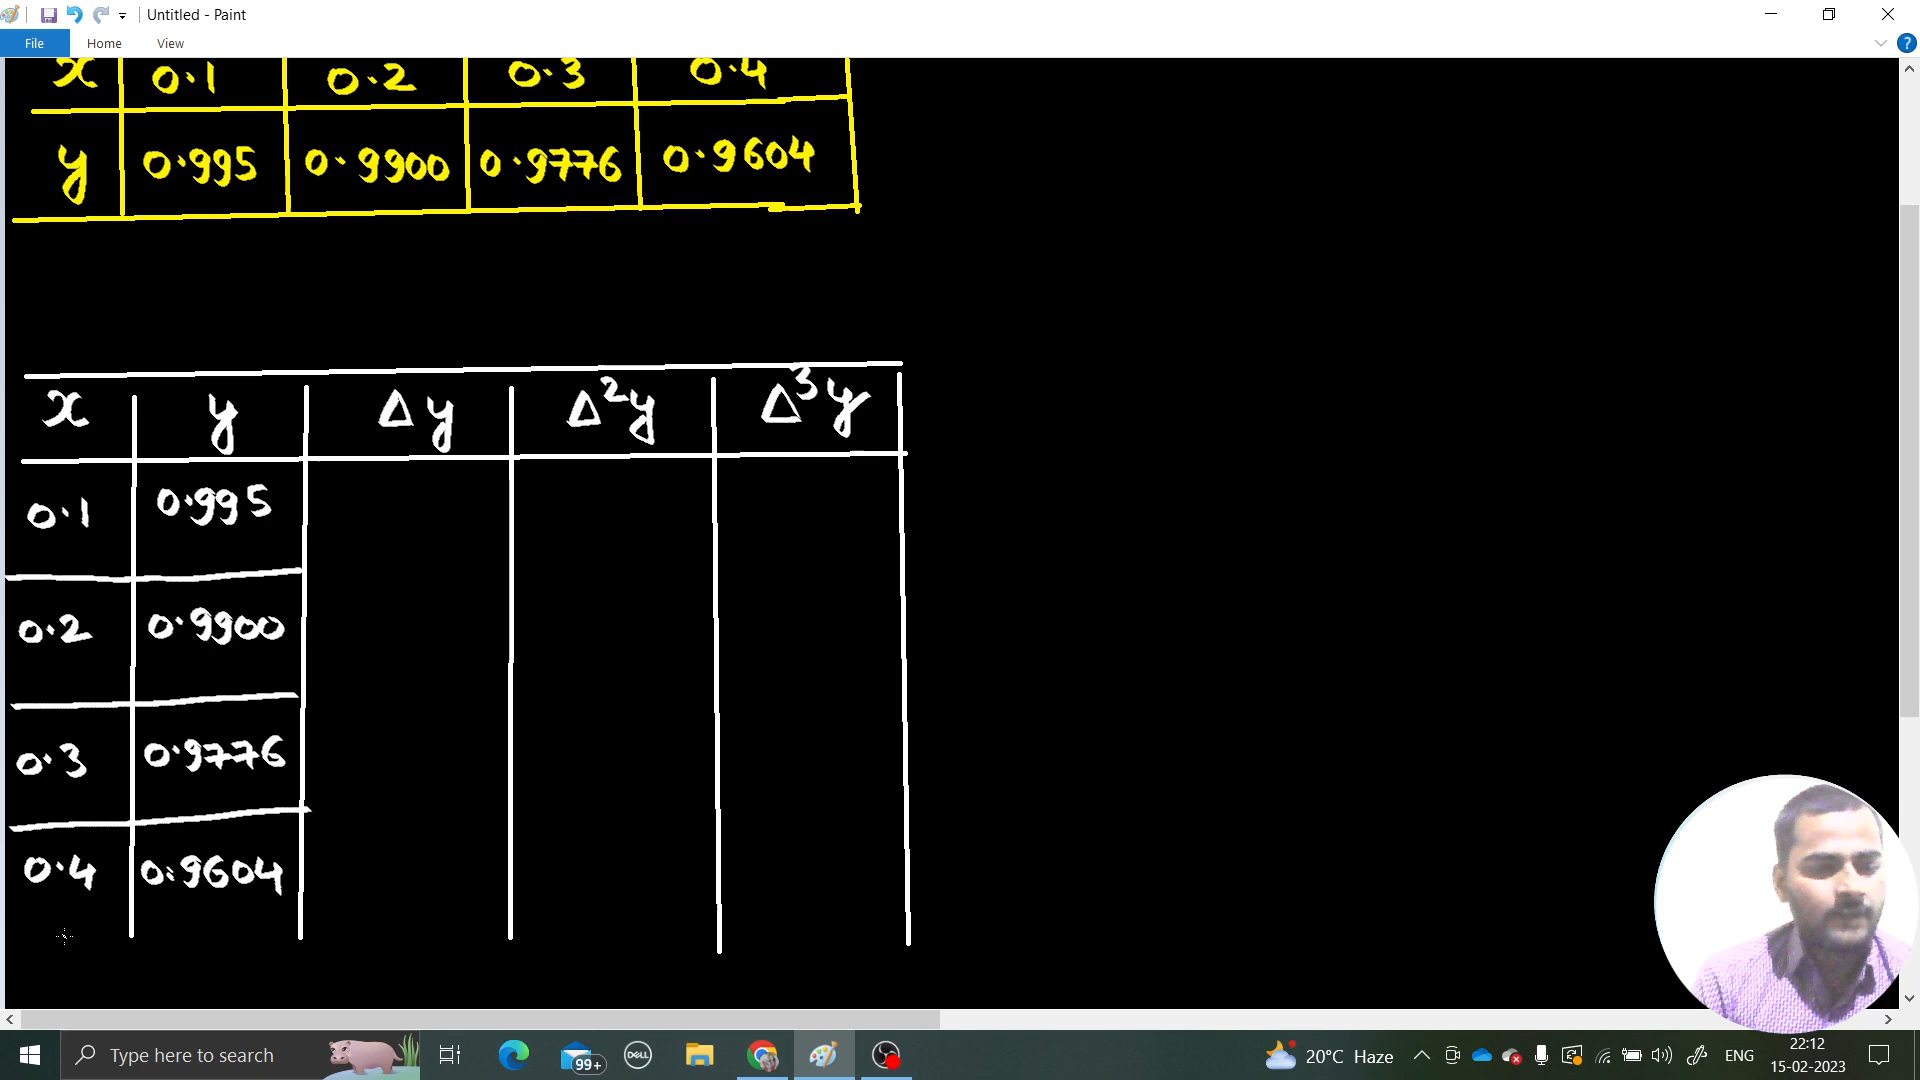 Untitled - Paint
File Home View
x 0.1 0.2 0.3 0.4
y 0.995 0.9900 0.9776 0.9604
x y Δy Δ²y Δ³y
0.1 0.995
0.2 0.9900
0.3 0.9776
0.4 0.9604
Type here to search 99+ DELL 20°C Haze ENG 22:12
15-02-2023